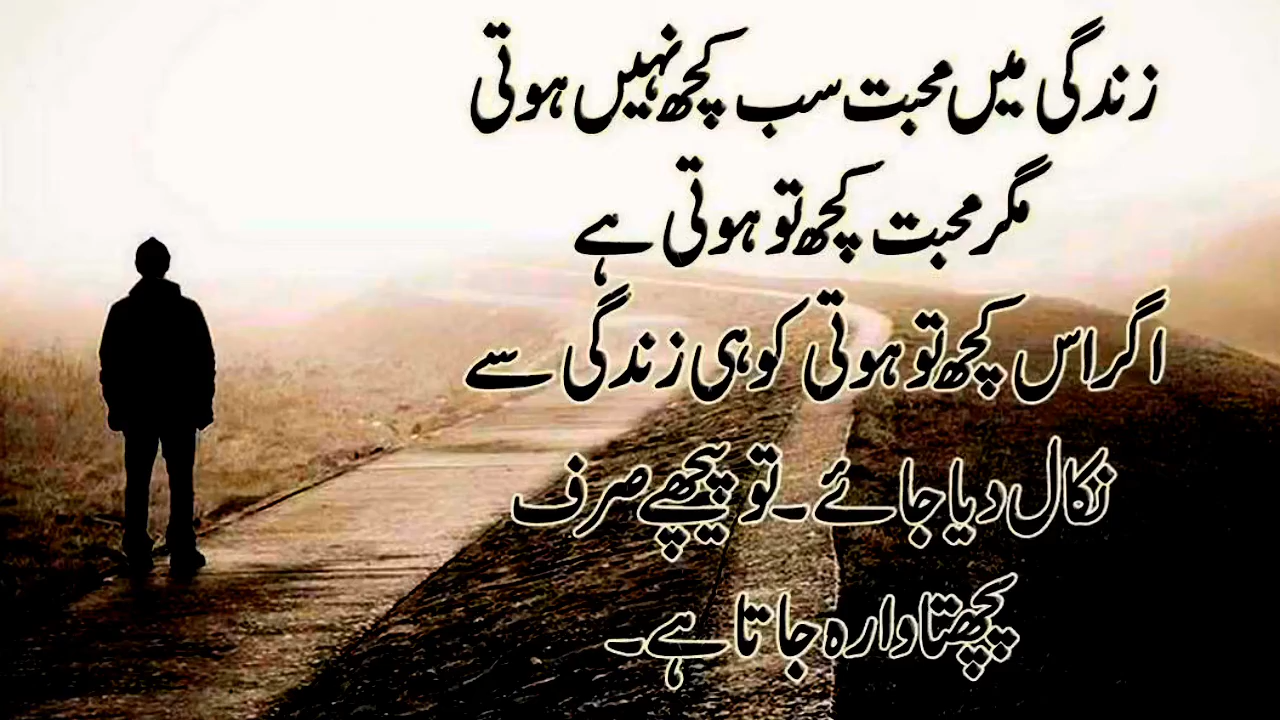 زندگی میں محبت سب کچھ نہیں ہوتی
مگر محبت کچھ تو ہوتی ہے
اگر اس کچھ تو ہوتی کو ہی زندگی سے
نکال دیا جائے۔ تو پیچھے صرف
پچھتاوا رہ جاتا ہے۔